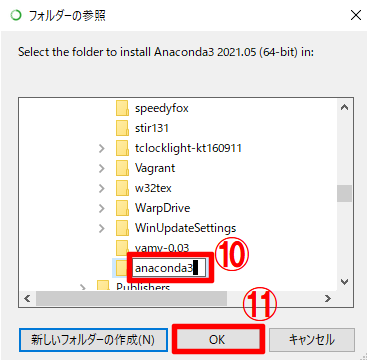 フォルダーの参照
Select the folder to install Anaconda3 2021.05 (64-bit) in:
speedyfox
stir131
tclocklight-kt160911
Vagrant
w32tex
WarpDrive
WinUpdateSettings
yamy-0.03
anaconda3
⑩
Publishers
⑪
新しいフォルダーの作成(N)
OK
キャンセル